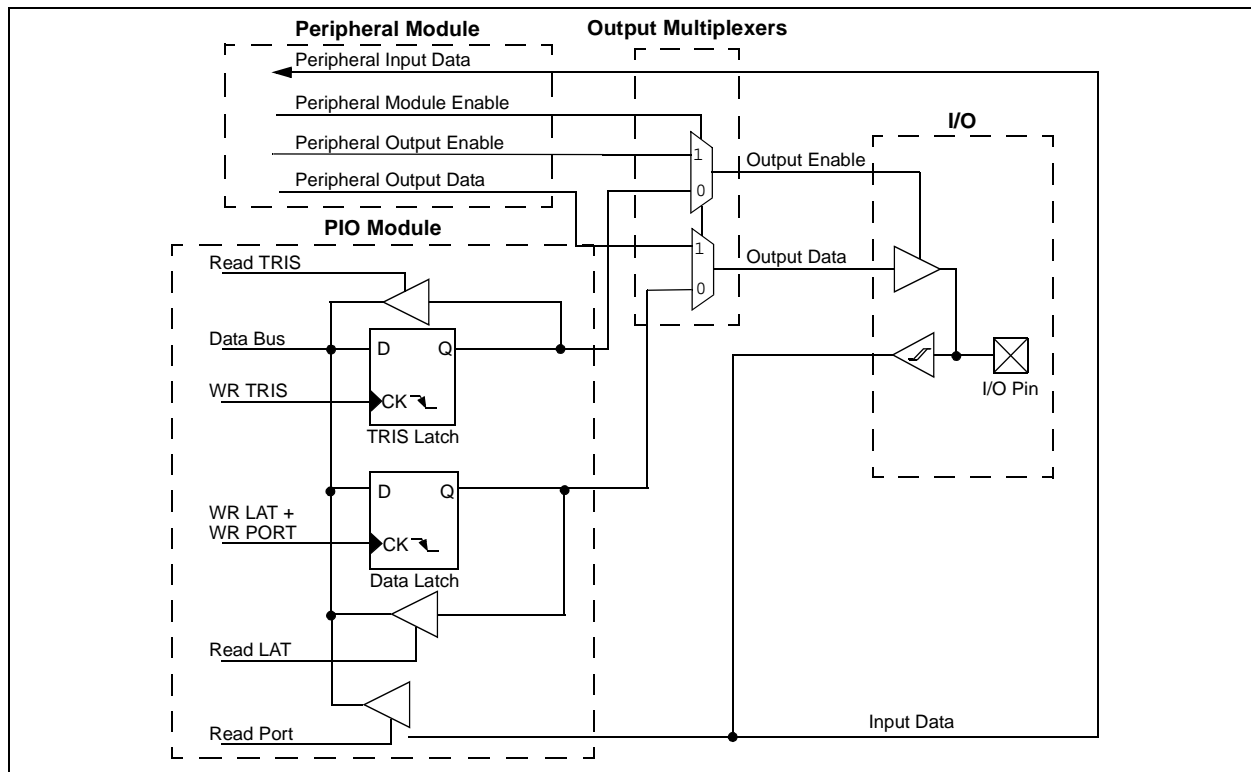 Peripheral Module
Output Multiplexers
Peripheral Input Data
Peripheral Module Enable
I/O
Peripheral Output Enable
1
Output Enable
Peripheral Output Data
0
PIO Module
1
Output Data
Read TRIS
0
Data Bus
D
Q
WR TRIS
CK
I/O Pin
TRIS Latch
D
Q
WR LAT +
WR PORT
CK
Data Latch
Read LAT
Input Data
Read Port